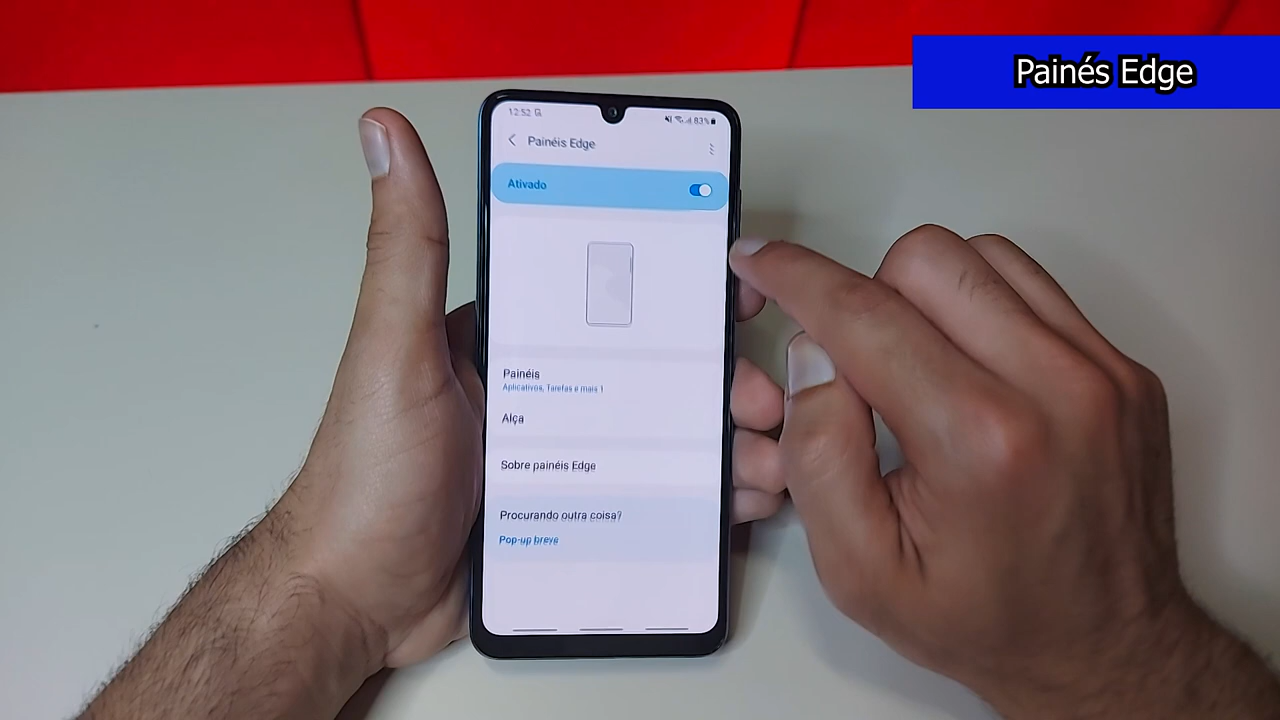 Painés Edge
12:52
83%
Painéis Edge
Ativado
Painéis
Aplicativos, Tarefas e mais 1
Alça
Sobre painéis Edge
Procurando outra coisa?
Pop-up breve